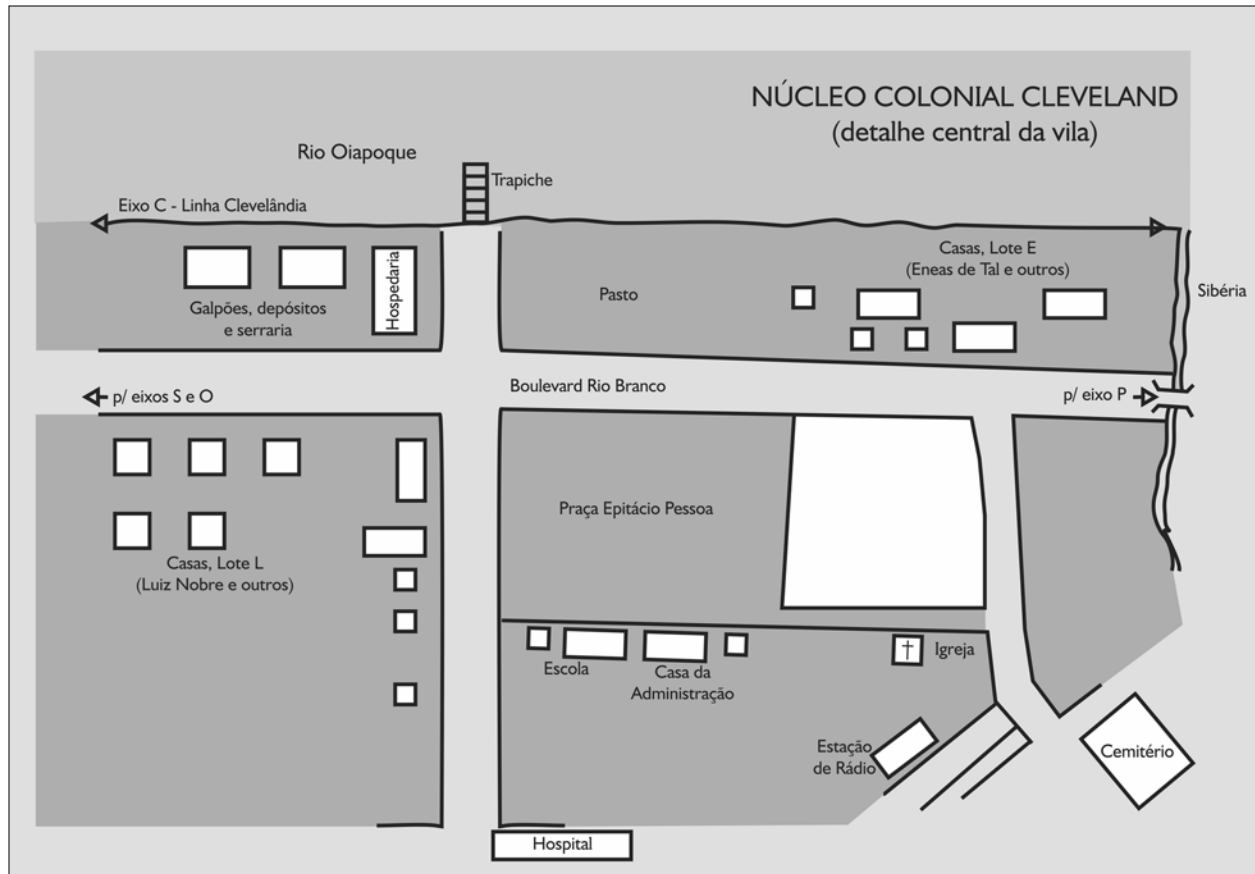 NÚCLEO COLONIAL CLEVELAND
(detalhe central da vila)
Rio Oiapoque
Trapiche
Eixo C - Linha Clevelândia
Casas, Lote E
(Eneas de Tal e outros)
Sibéria
Hospedaria
Pasto
Galpões, depósitos
e serraria
Boulevard Rio Branco
p/ eixos S e O
p/ eixo P
Praça Epitácio Pessoa
Casas, Lote L
(Luiz Nobre e outros)
Escola
Casa da
Administração
Igreja
Estação
de Rádio
Cemitério
Hospital